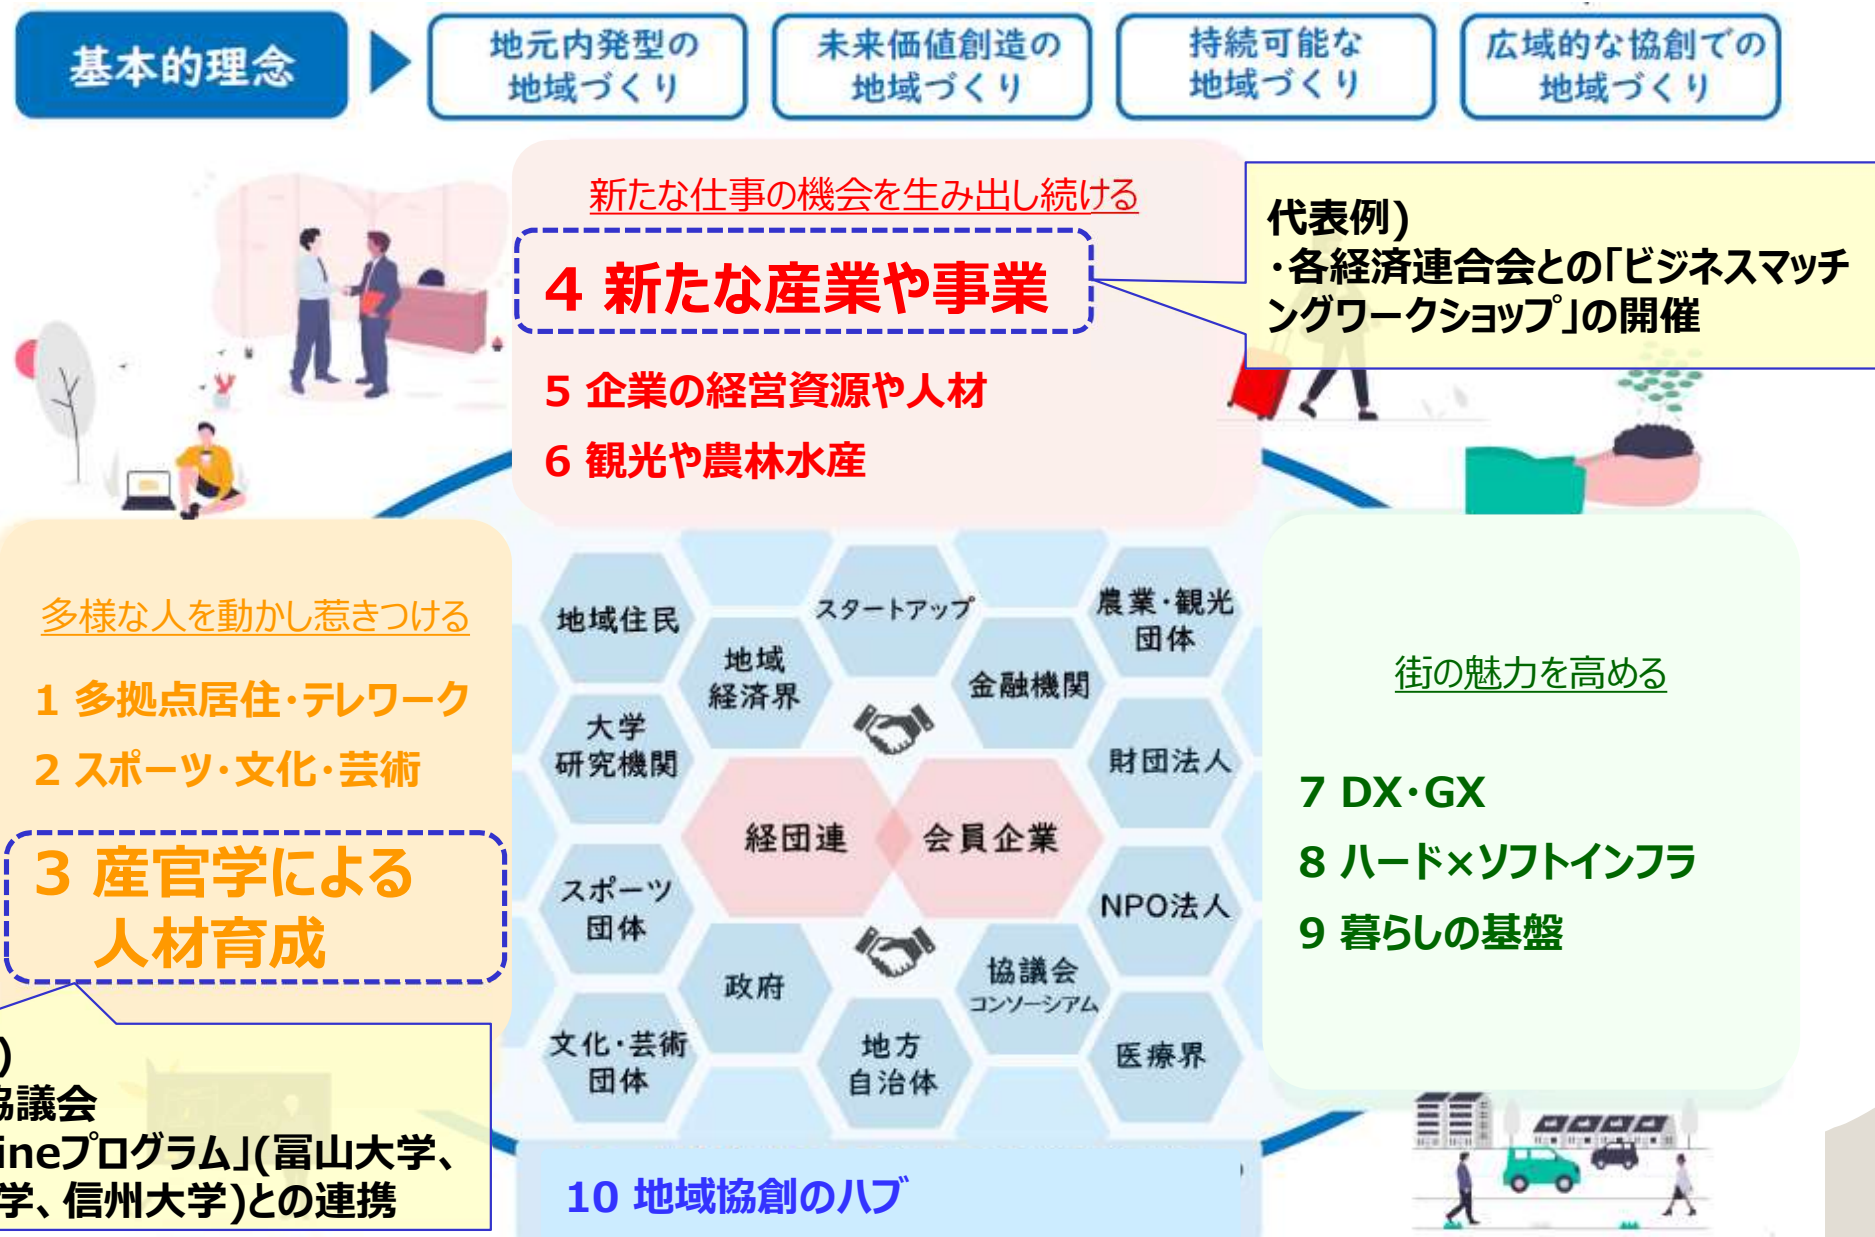 基本的理念
地元内発型の
地域づくり
未来価値創造の
地域づくり
持続可能な
地域づくり
広域的な協創での
地域づくり
新たな仕事の機会を生み出し続ける
4 新たな産業や事業
5 企業の経営資源や人材
6 観光や農林水産
代表例)
・各経済連合会との「ビジネスマッチ
ングワークショップ」の開催
多様な人を動かし惹きつける
1 多拠点居住・テレワーク
2 スポーツ・文化・芸術
3 産官学による
人材育成
)
協議会
ineプログラム」(富山大学、
学、信州大学)との連携
地域住民
地域
経済界
スタートアップ
金融機関
農業・観光
団体
大学
研究機関
財団法人
経団連
会員企業
スポーツ
団体
NPO法人
政府
協議会
コンソーシアム
文化・芸術
団体
地方
自治体
医療界
街の魅力を高める
7 DX・GX
8 ハード×ソフトインフラ
9 暮らしの基盤
10 地域協創のハブ